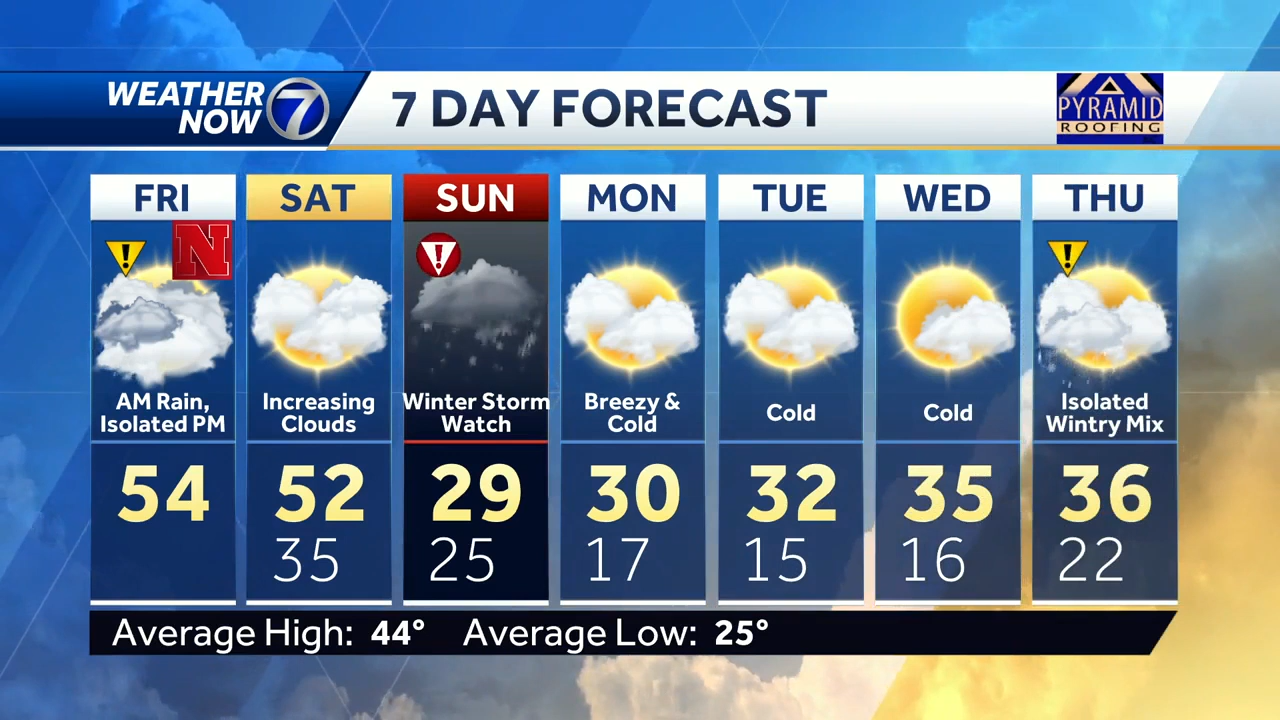 WEATHER
NOW
7
7 DAY FORECAST
PYRAMID
ROOFING
FRI
SAT
SUN
MON
TUE
WED
THU
!
N
!
!
AM Rain,
Isolated PM
Increasing
Clouds
Winter Storm
Watch
Breezy &
Cold
Cold
Cold
Isolated
Wintry Mix
54
52
29
30
32
35
36
35
25
17
15
16
22
Average High: 44° Average Low: 25°